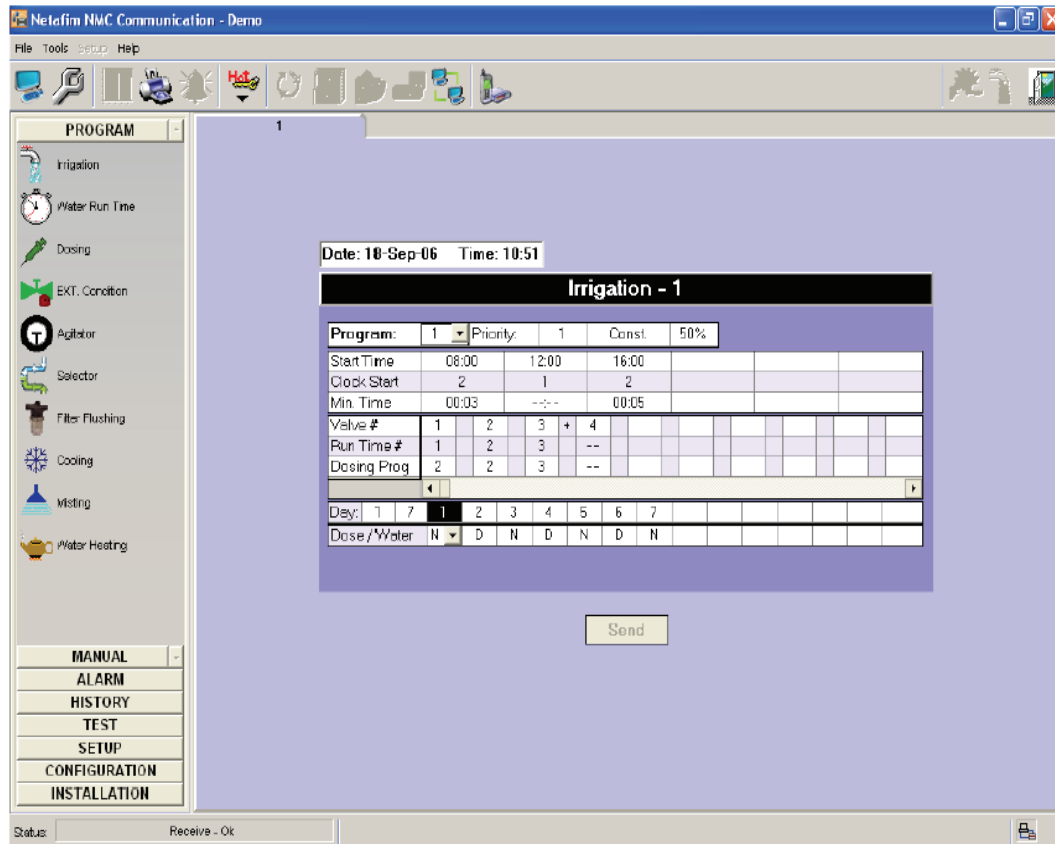 Netafim NMC Communication - Demo
File Tools Setup Help
Hot
PROGRAM
Irrigation
Water Run Time
Dosing
EXT. Condition
Agitator
Selector
Filter Flushing
Cooling
Misting
Water Heating
MANUAL
ALARM
HISTORY
TEST
SETUP
CONFIGURATION
INSTALLATION
1
Date: 18-Sep-06 Time: 10:51
Irrigation - 1
Program: 1 Priority: 1 Const. 50%
Start Time 08:00 12:00 16:00
Clock Start 2 1 2
Min. Time 00:03 --:-- 00:05
Valve # 1 2 3 + 4
Run Time # 1 2 3 --
Dosing Prog 2 2 3 --
Day: 1 7 1 2 3 4 5 6 7
Dose / Water N D N D N D N
Send
Status: Receive - Ok